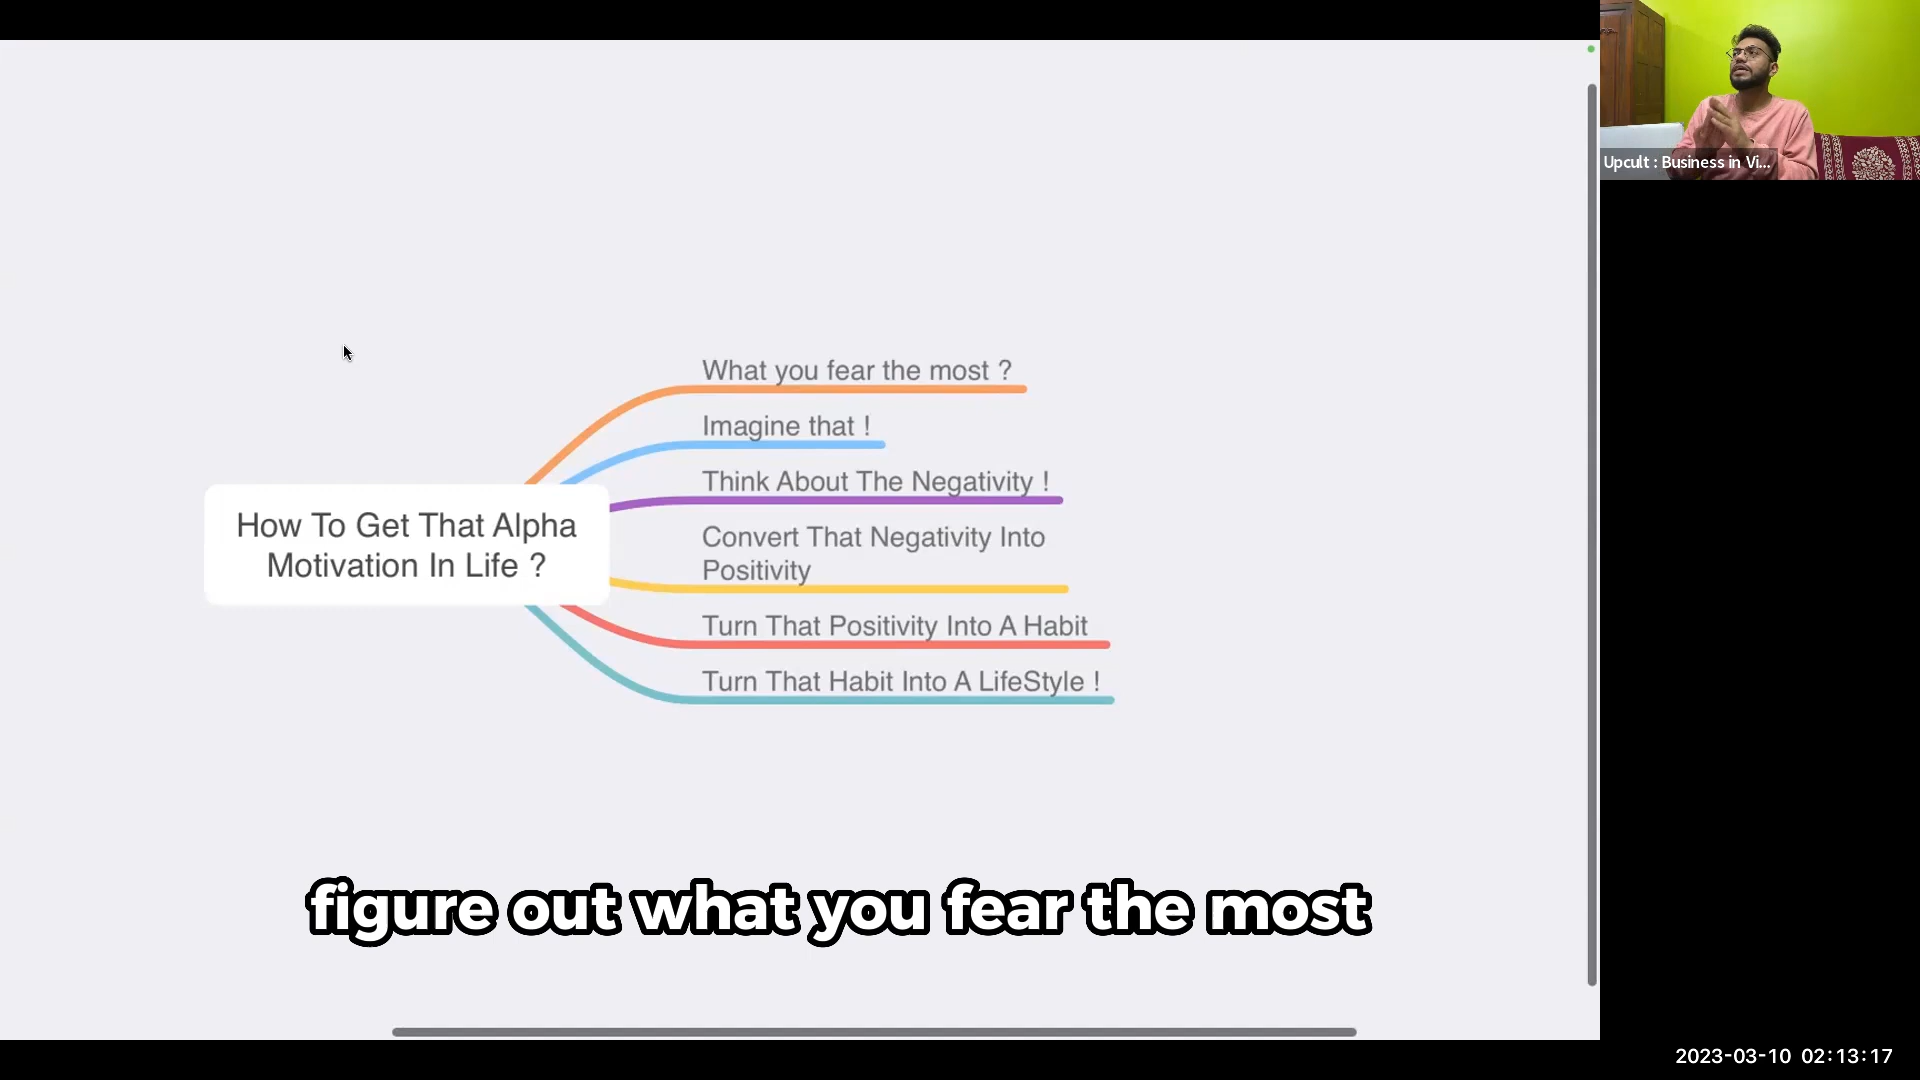 Upcult : Business in Vi...
What you fear the most ?
Imagine that !
Think About The Negativity !
How To Get That Alpha
Motivation In Life ?
Convert That Negativity Into
Positivity
Turn That Positivity Into A Habit
Turn That Habit Into A LifeStyle !
figure out what you fear the most
2023-03-10 02:13:17